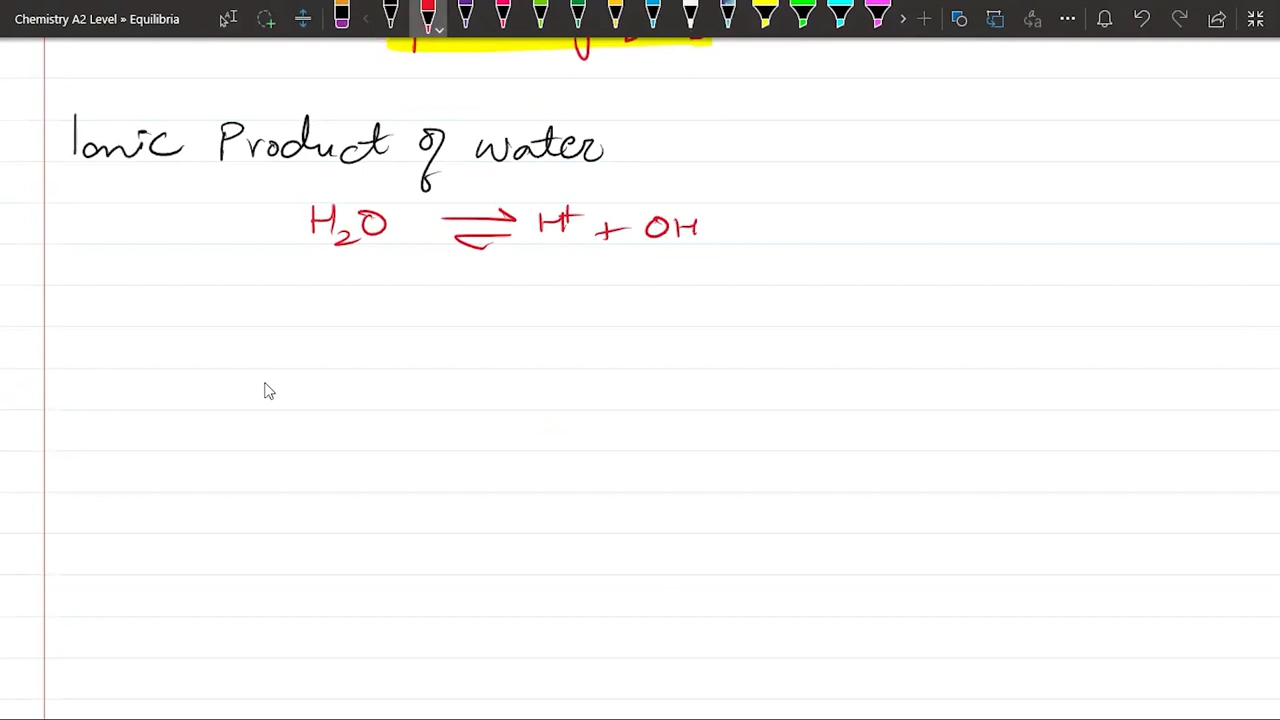 Chemistry A2 Level » Equilibria
Ionic Product of water
H₂O ⇌ H⁺ + OH